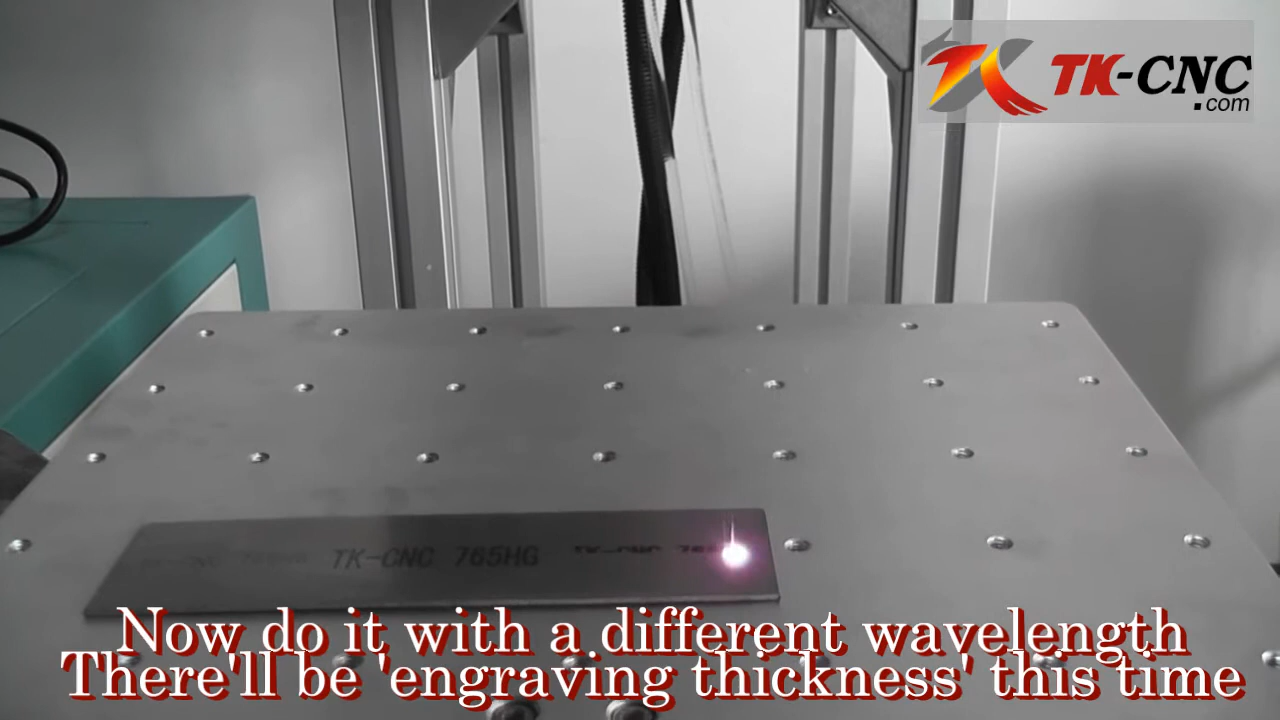 TK-CNC
.com
TK-CNC 765HG
Now do it with a different wavelength
There'll be 'engraving thickness' this time